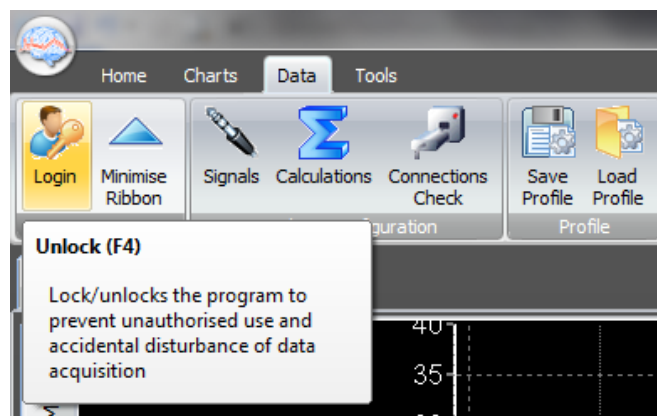 Home Charts Data Tools
Login Minimise Ribbon Signals Calculations Connections Check Save Profile Load Profile
guration Profile
Unlock (F4)
Lock/unlocks the program to
prevent unauthorised use and
accidental disturbance of data
acquisition
40
35